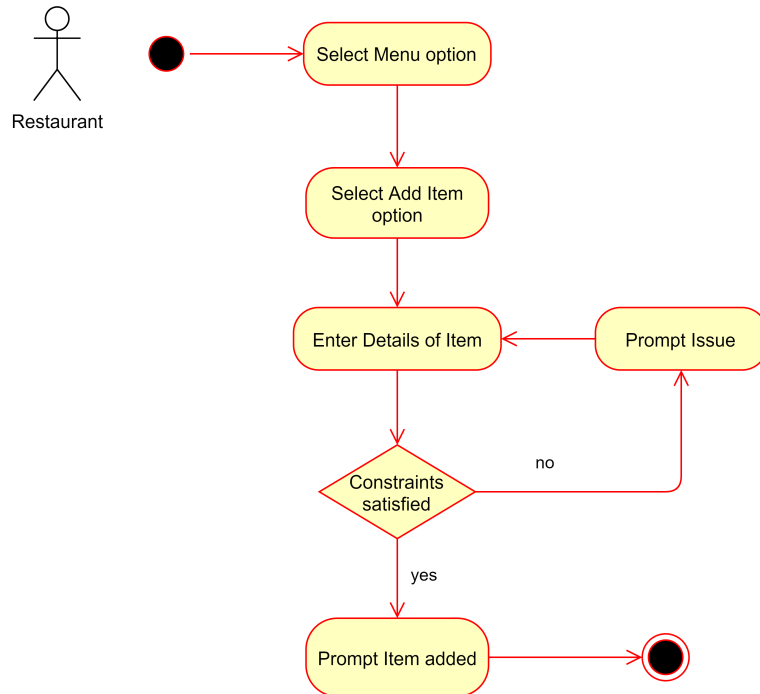 Restaurant
Select Menu option
Select Add Item
option
Enter Details of Item
Prompt Issue
Constraints
satisfied
no
yes
Prompt Item added